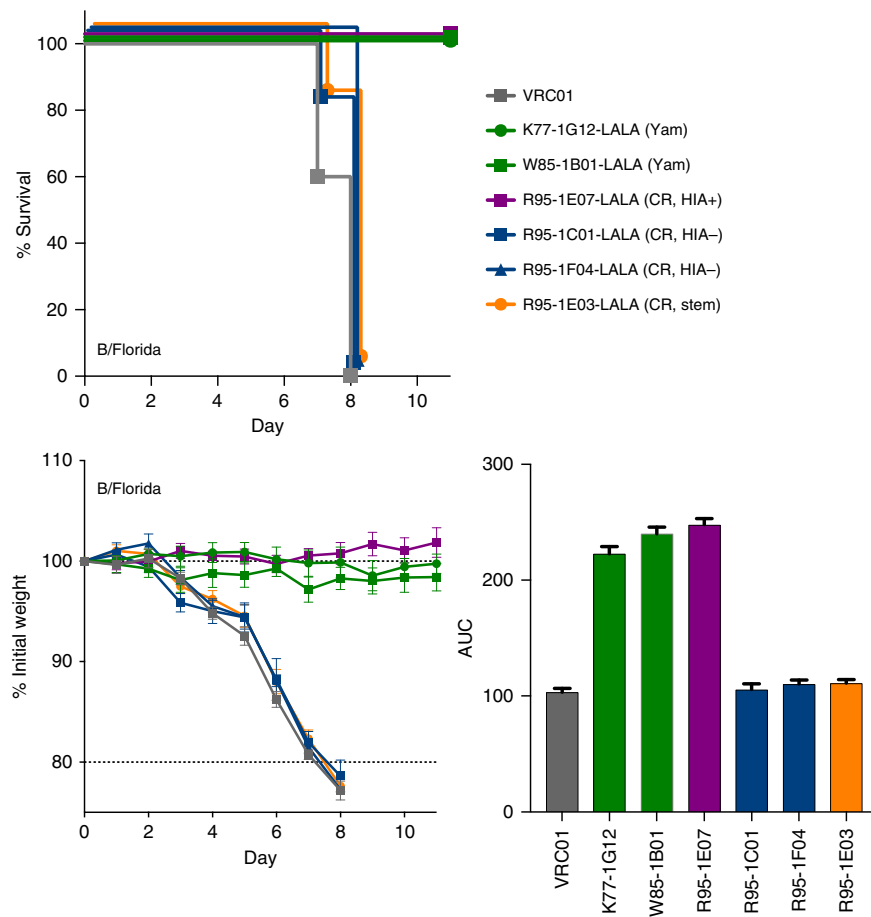 % Survival
100
80
60
40
20
0
B/Florida
0 2 4 6 8 10
Day
VRC01
K77-1G12-LALA (Yam)
W85-1B01-LALA (Yam)
R95-1E07-LALA (CR, HIA+)
R95-1C01-LALA (CR, HIA–)
R95-1F04-LALA (CR, HIA–)
R95-1E03-LALA (CR, stem)
% Initial weight
110
100
90
80
B/Florida
0 2 4 6 8 10
Day
AUC
300
200
100
0
VRC01
K77-1G12
W85-1B01
R95-1E07
R95-1C01
R95-1F04
R95-1E03